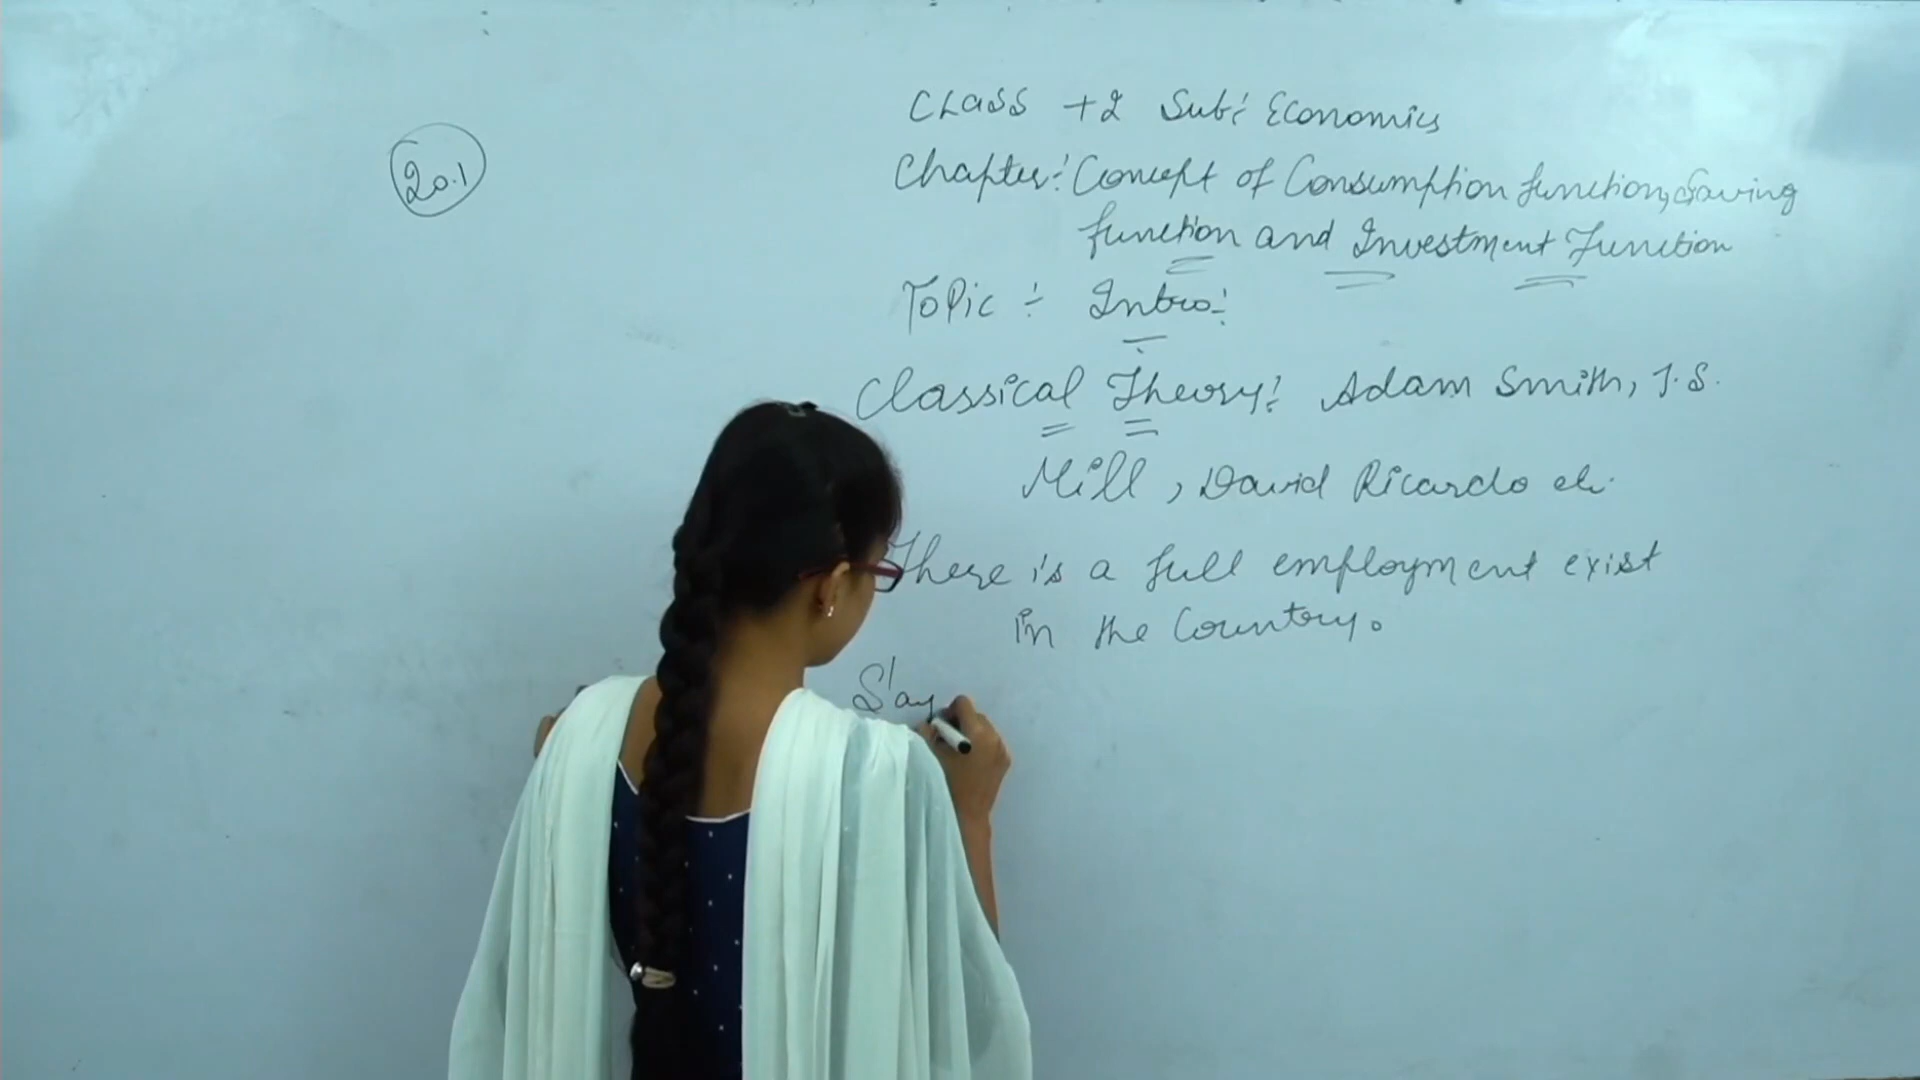 20.1
Class +2 Sub: Economics
Chapter: Concept of Consumption function, Saving
function and Investment Function
Topic ÷ Intro:
Classical Theory: Adam Smith, J.S.
Mill, David Ricardo etc.
There is a full employment exist
in the Country.
Say